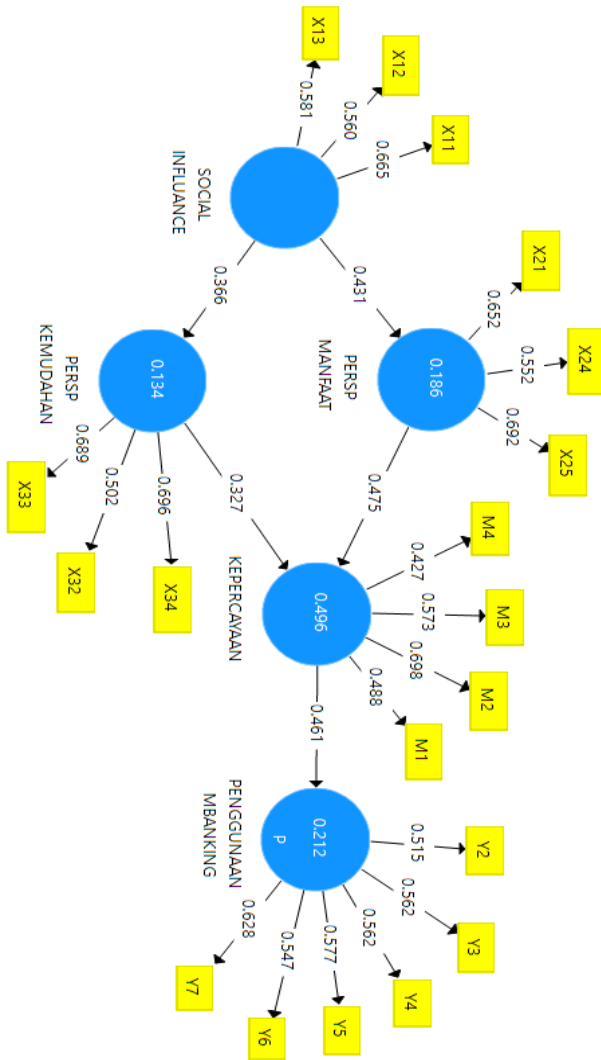 X21
X24
X25
0.652
0.552
0.692
0.186
PERSP
MANFAAT
X13
X12
X11
0.581
0.560
0.665
SOCIAL
INFLUANCE
0.431
0.366
0.134
PERSP
KEMUDAHAN
0.689
0.502
0.696
X33
X32
X34
0.475
0.327
M4
M3
M2
M1
0.427
0.573
0.698
0.488
0.496
KEPERCAYAAN
0.461
Y2
Y3
Y4
Y5
Y6
Y7
0.515
0.562
0.562
0.577
0.547
0.628
0.212
P
PENGGUNAAN
MBANKING